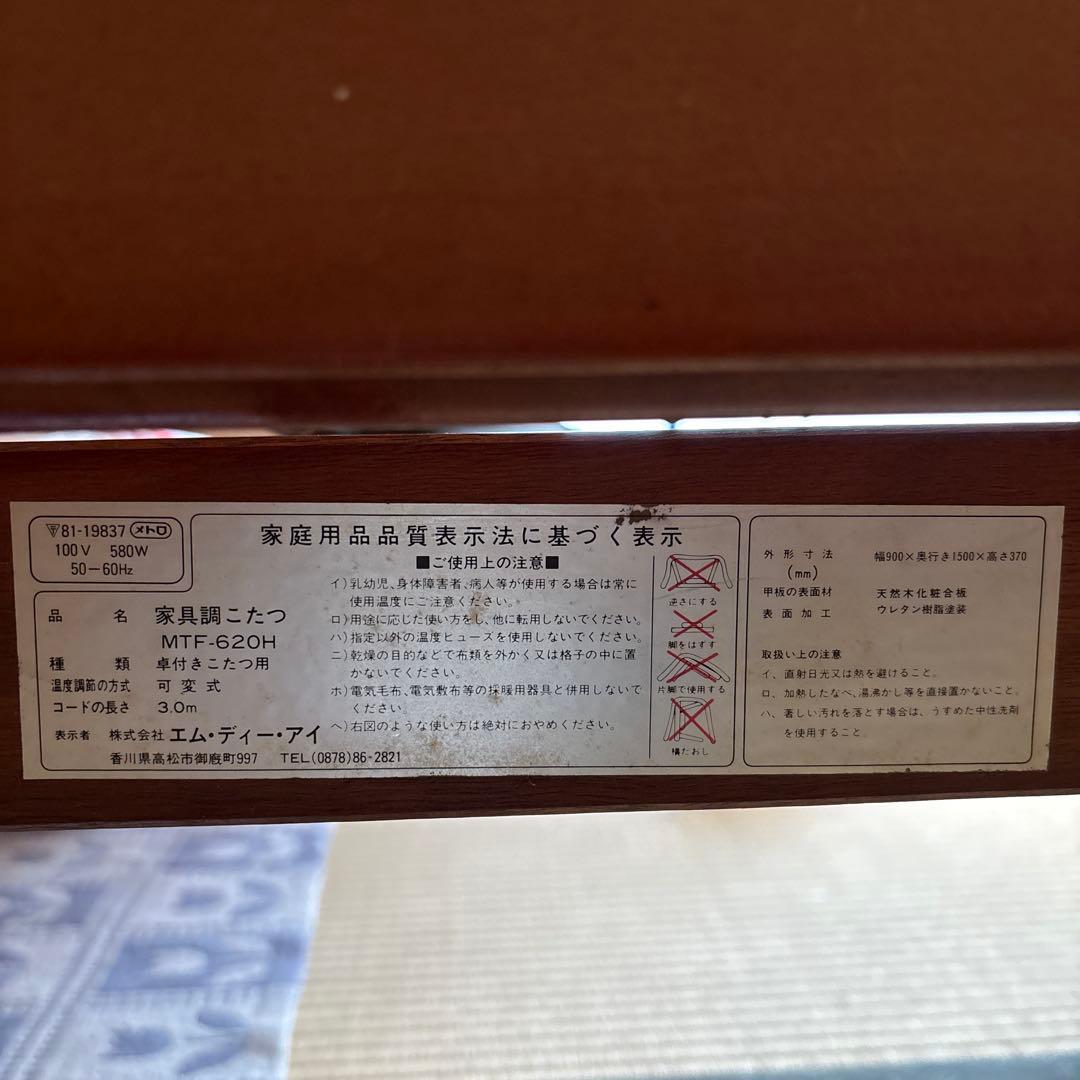 81-19837 メトロ
100V 580W
50-60Hz
品名 家具調こたつ
MTF-620H
種類 卓付きこたつ用
温度調節の方式 可変式
コードの長さ 3.0m
表示者 株式会社 エム・ディー・アイ
香川県高松市御厩町997 TEL(0878)86-2821
家庭用品品質表示法に基づく表示
■ご使用上の注意■
イ)乳幼児、身体障害者、病人等が使用する場合は常に
使用温度にご注意ください。
ロ)用途に応じた使い方をし、他に転用しないでください。
ハ)指定以外の温度ヒューズを使用しないでください。
ニ)乾燥の目的などで布類を外かく又は格子の中に置
かないでください。
ホ)電気毛布、電気敷布等の採暖用器具と併用しないで
ください。
ヘ)右図のような使い方は絶対におやめください。
逆さにする
脚をはずす
片脚で使用する
横だおし
外形寸法 幅900×奥行き1500×高さ370
(mm)
甲板の表面材 天然木化粧合板
表面加工 ウレタン樹脂塗装
取扱い上の注意
イ、直射日光又は熱を避けること。
ロ、加熱したなべ、湯沸かし等を直接置かないこと。
ハ、著しい汚れを落とす場合は、うすめた中性洗剤
を使用すること。